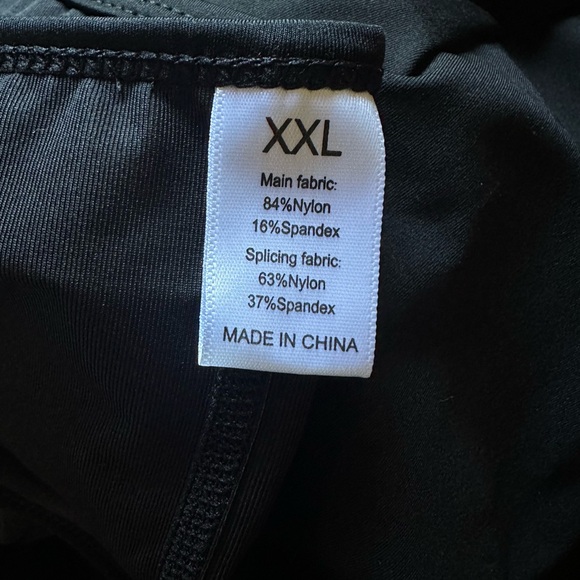 XXL
Main fabric:
84%Nylon
16%Spandex
Splicing fabric:
63%Nylon
37%Spandex
MADE IN CHINA